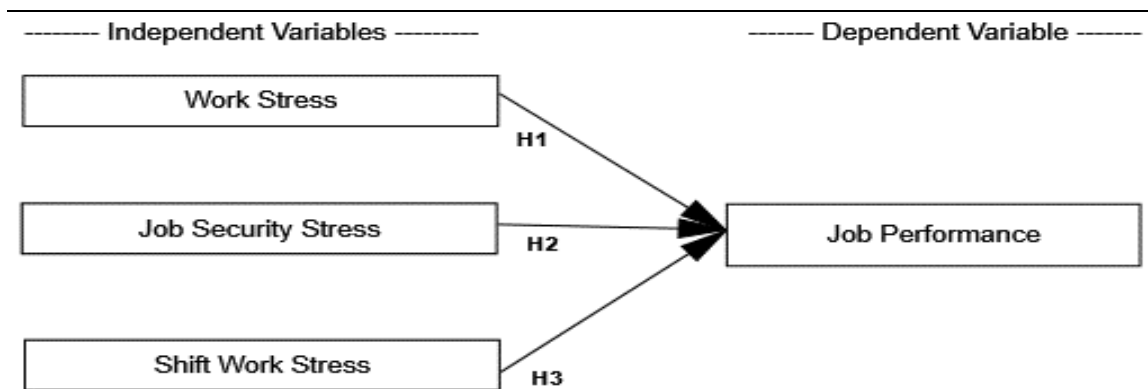 -------- Independent Variables ---------
------- Dependent Variable -------
Work Stress
H1
Job Security Stress
H2
Job Performance
Shift Work Stress
H3